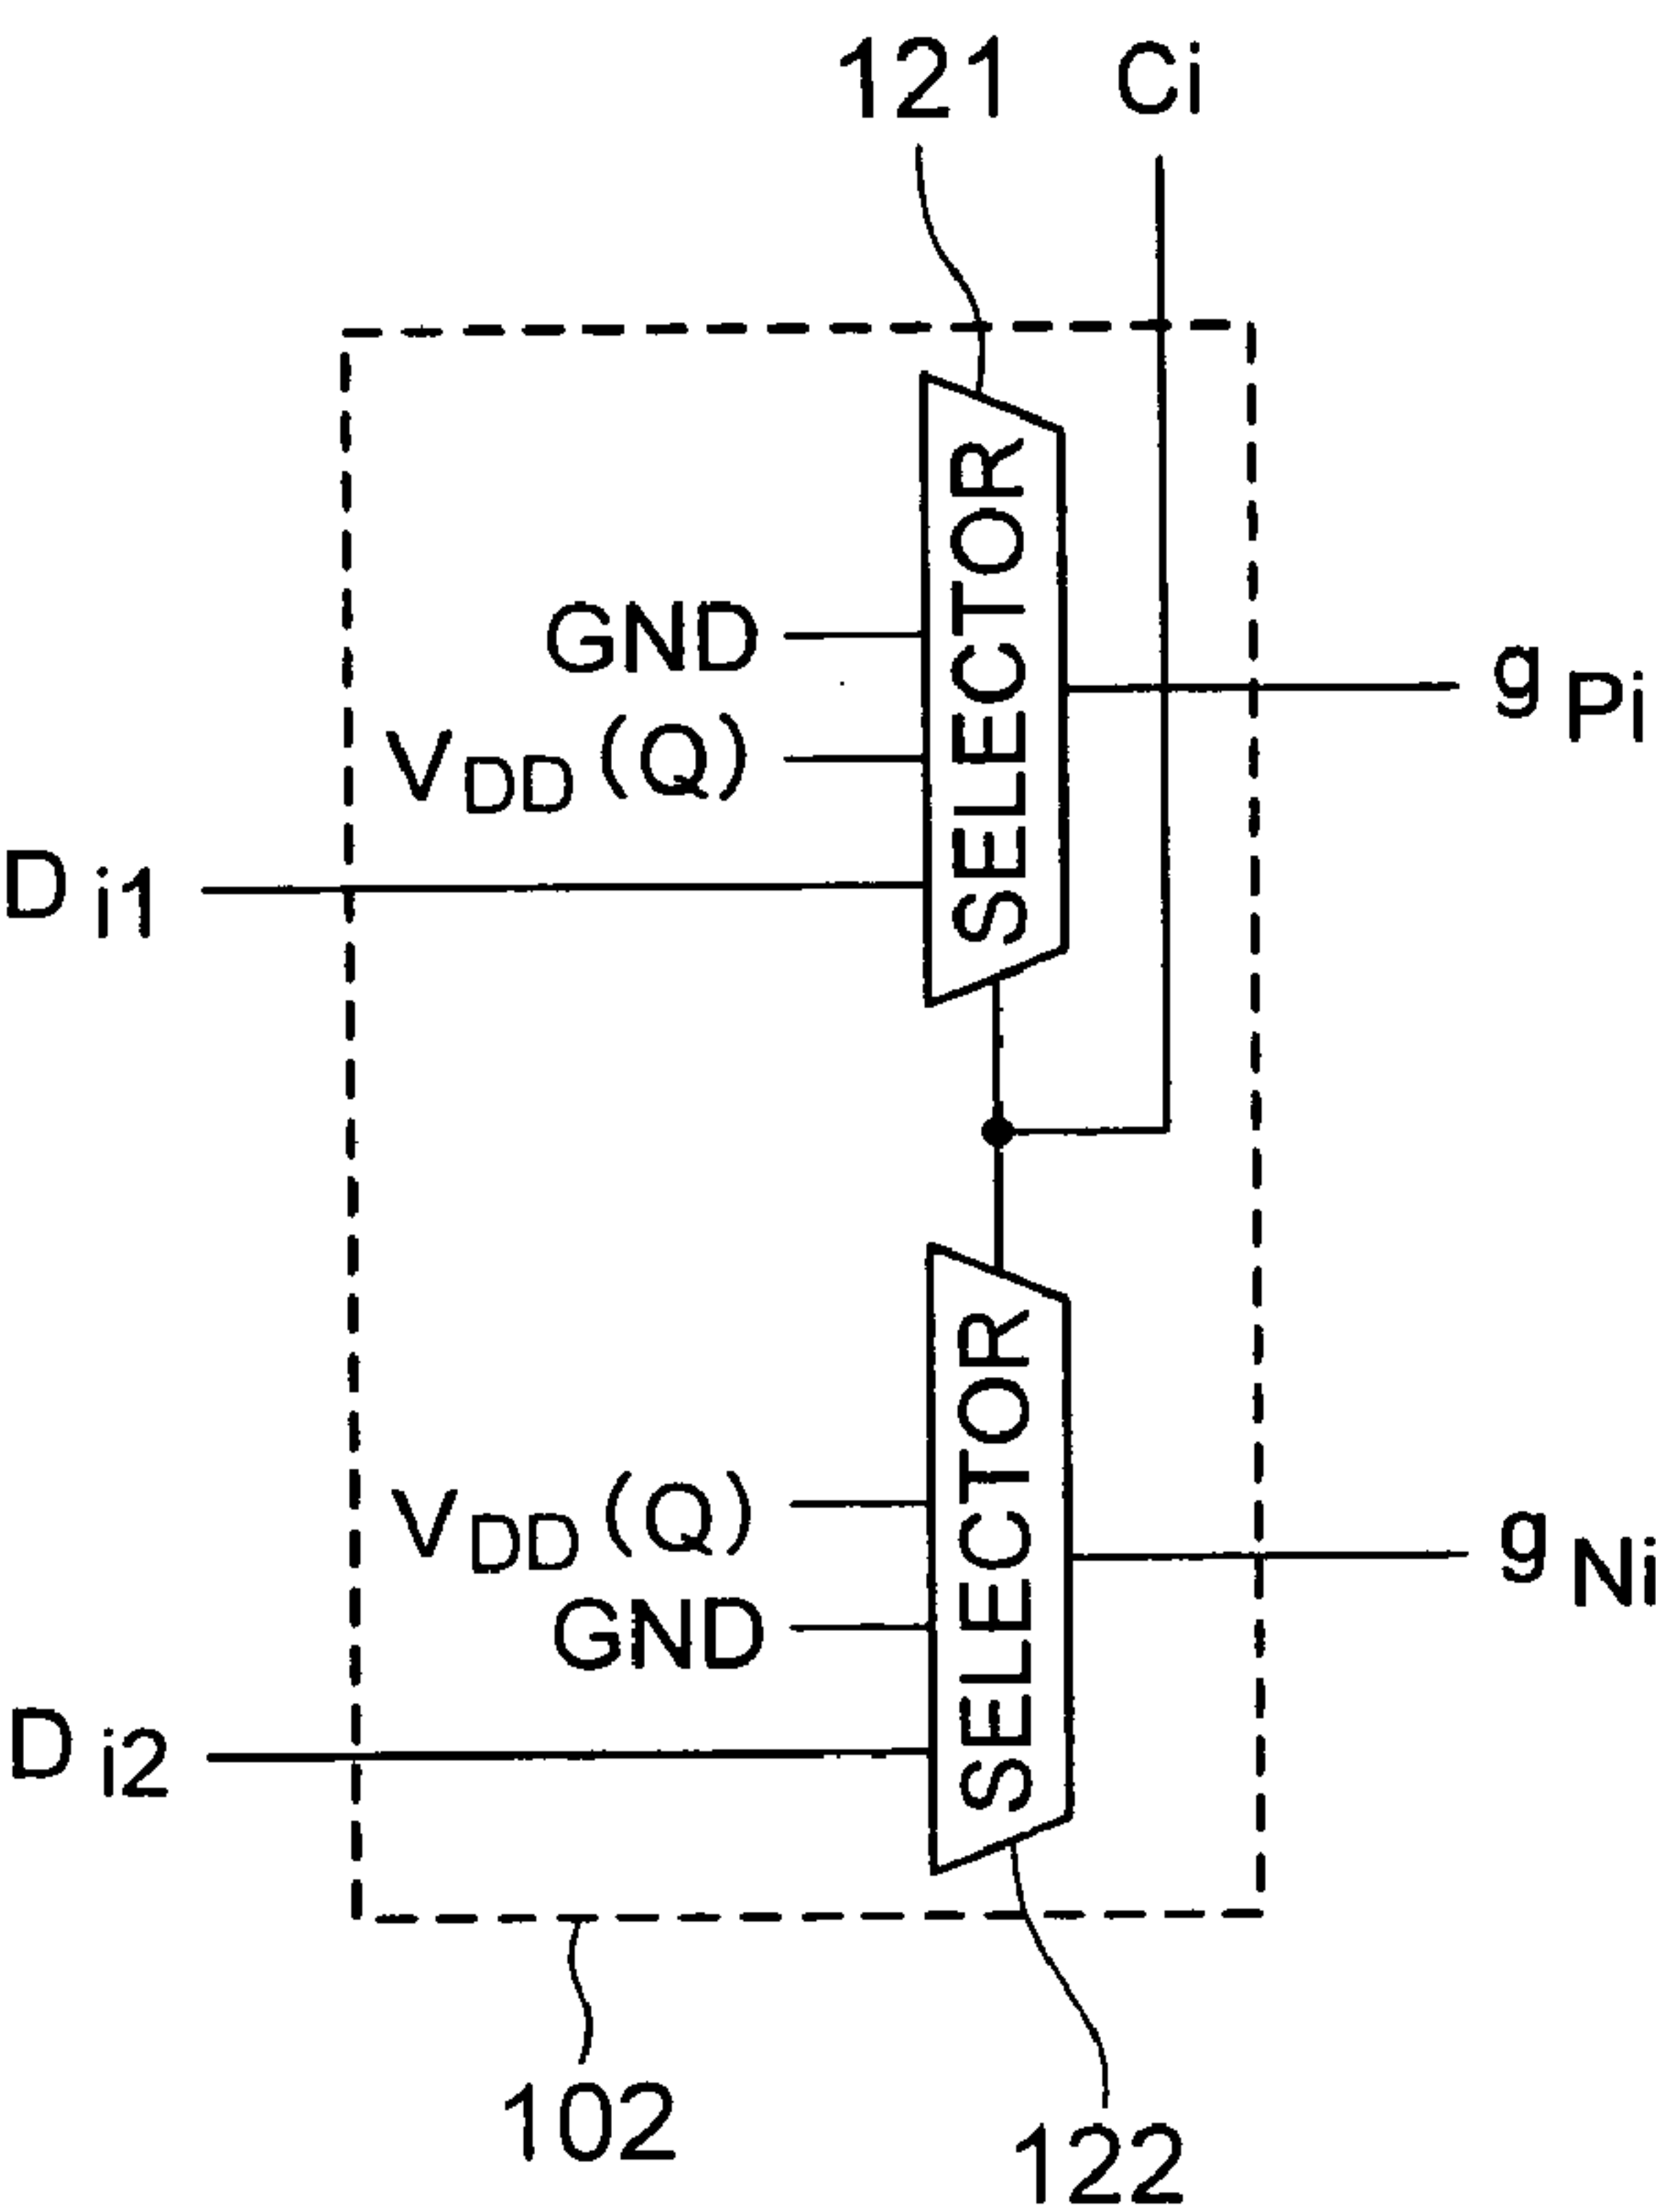 121 Ci
SELECTOR
GND
VDD (Q)
Di1
gPi
SELECTOR
VDD (Q)
GND
Di2
gNi
102
122